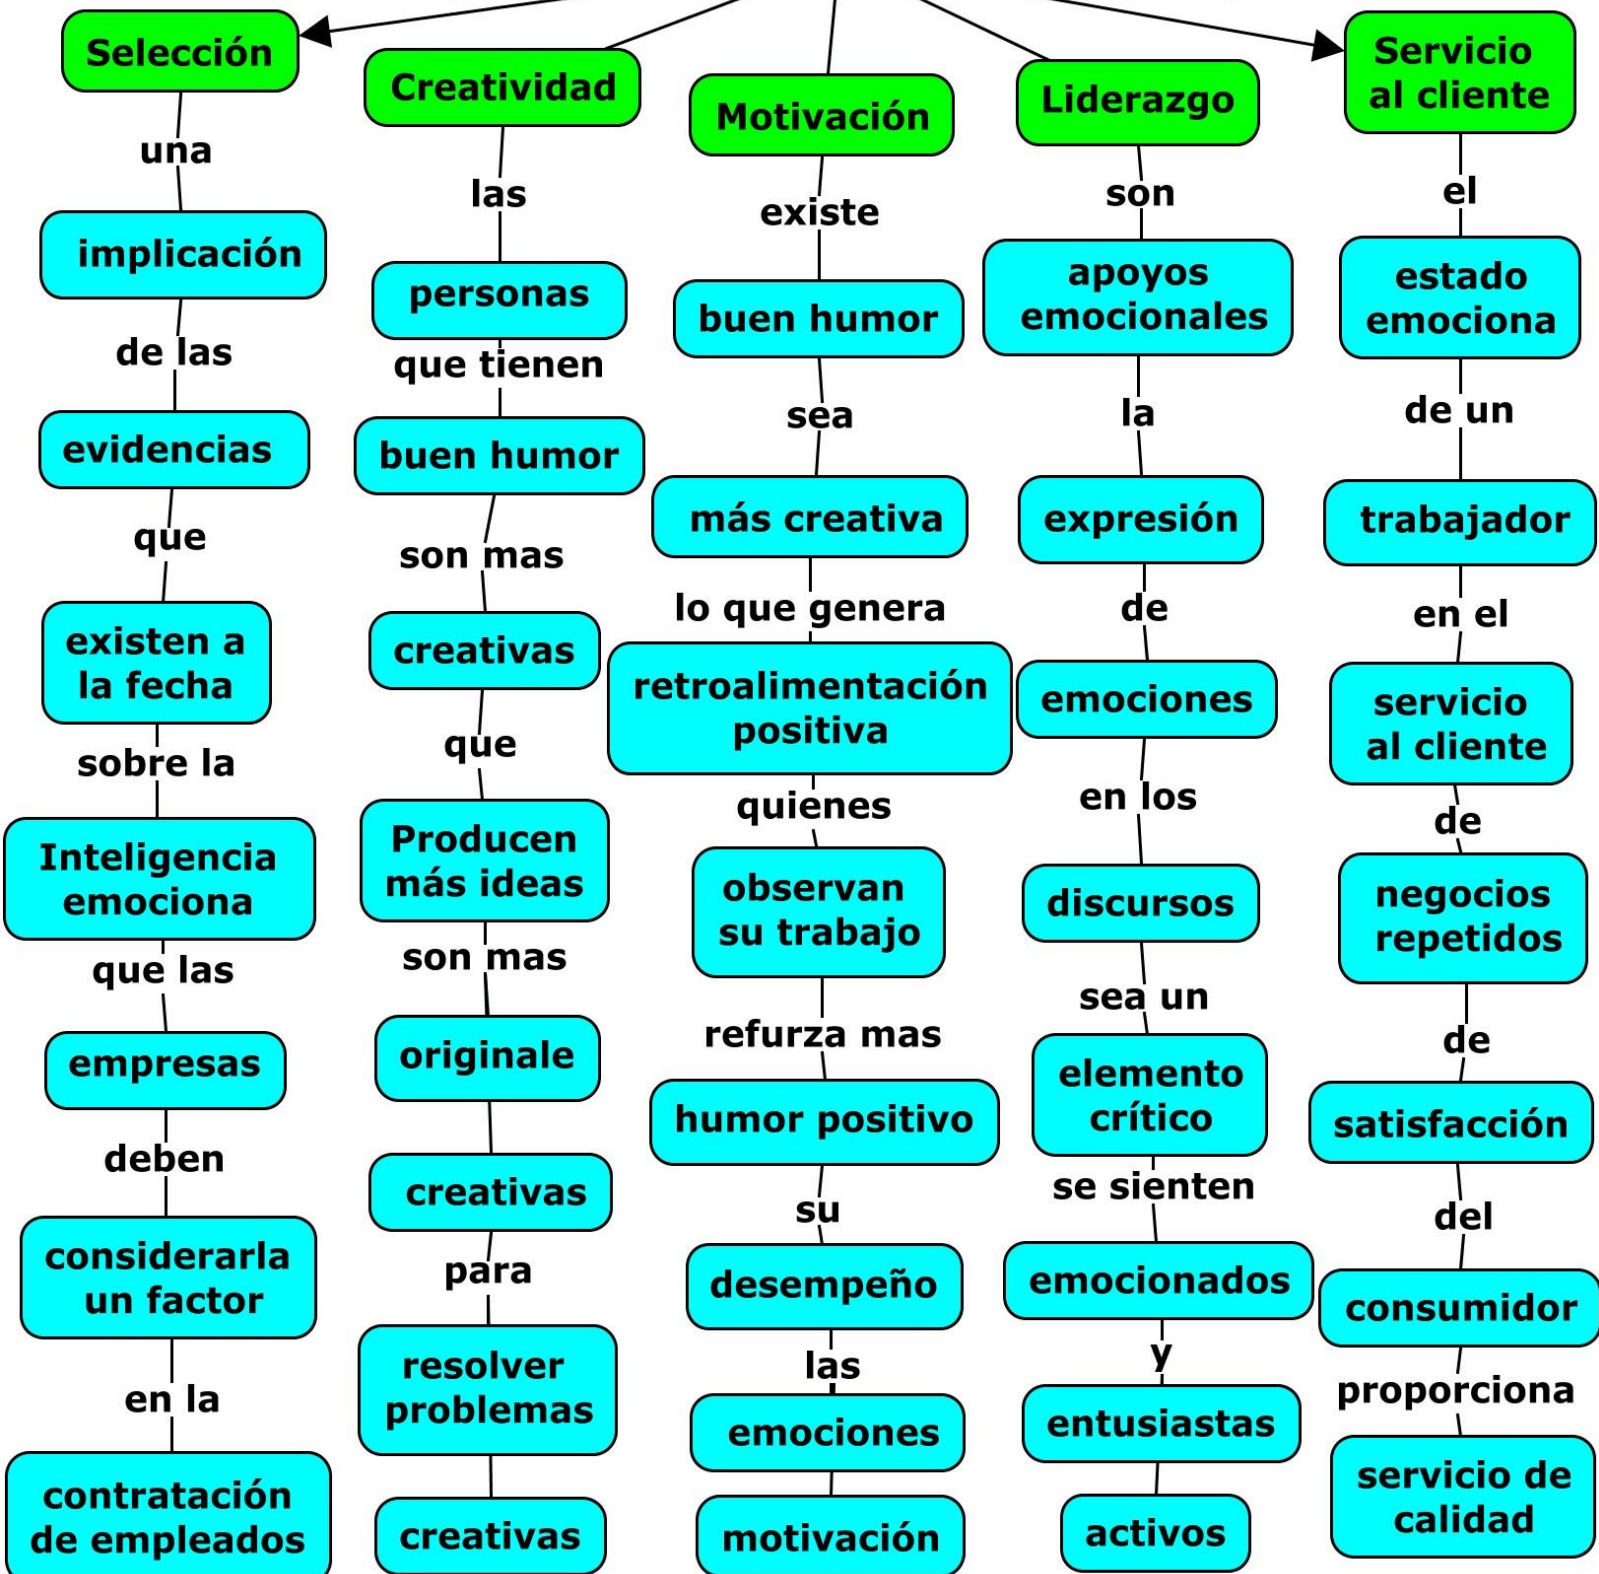 Selección
una
implicación
de las
evidencias
que
existen a
la fecha
sobre la
Inteligencia
emociona
que las
empresas
deben
considerarla
un factor
en la
contratación
de empleados
Creatividad
las
personas
que tienen
buen humor
son mas
creativas
que
Producen
más ideas
son mas
originale
creativas
para
resolver
problemas
creativas
Motivación
existe
buen humor
sea
más creativa
lo que genera
retroalimentación
positiva
quienes
observan
su trabajo
refurza mas
humor positivo
su
desempeño
las
emociones
motivación
Liderazgo
son
apoyos
emocionales
la
expresión
de
emociones
en los
discursos
sea un
elemento
crítico
se sienten
emocionados
y
entusiastas
activos
Servicio
al cliente
el
estado
emociona
de un
trabajador
en el
servicio
al cliente
de
negocios
repetidos
de
satisfacción
del
consumidor
proporciona
servicio de
calidad